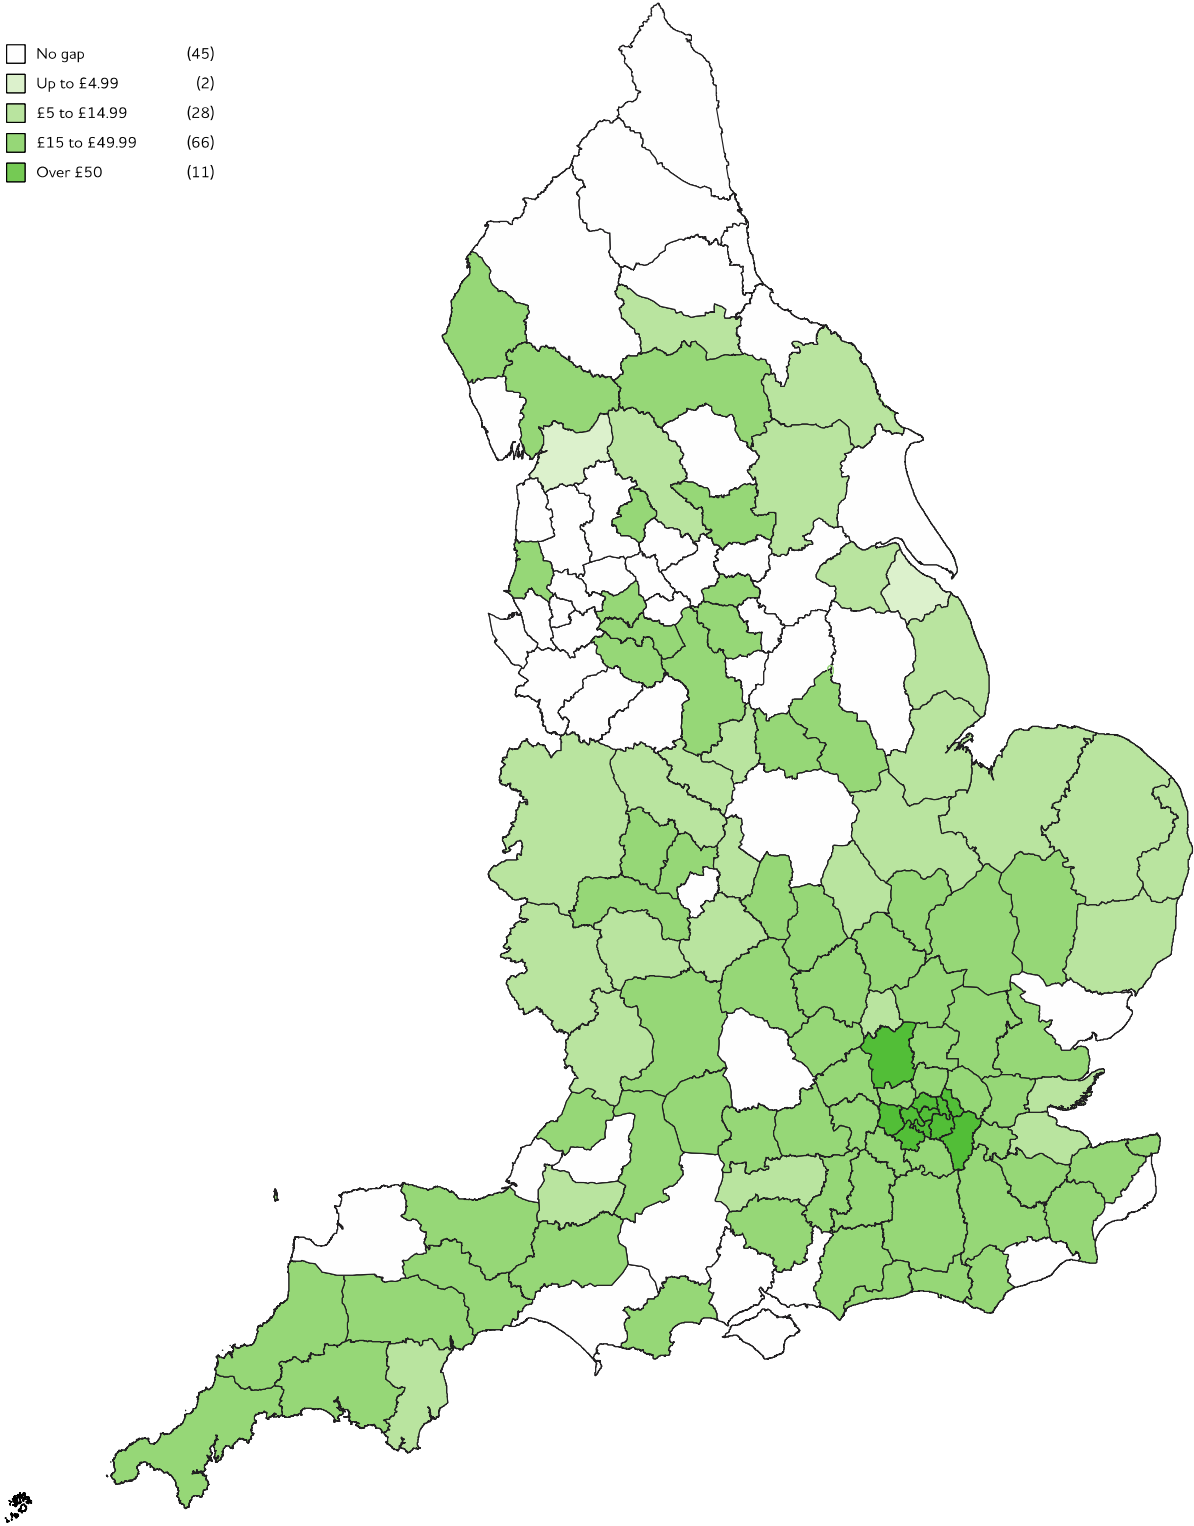 No gap (45)
Up to £4.99 (2)
£5 to £14.99 (28)
£15 to £49.99 (66)
Over £50 (11)